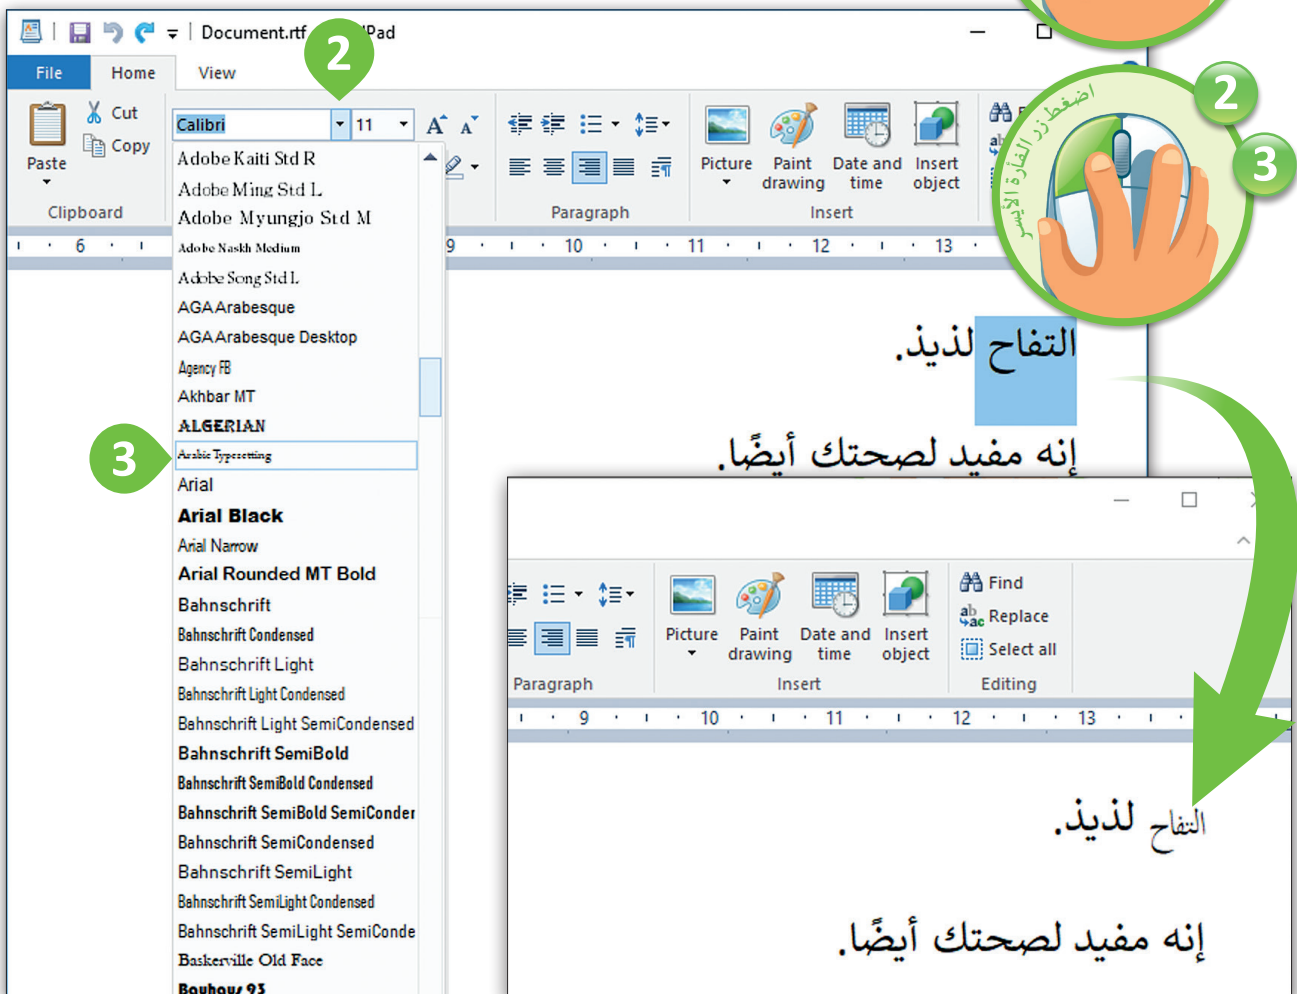 Document.rtf
Pad
2
File Home View
Cut
Copy
Paste
Clipboard
Calibri 11
Paragraph
Picture
Paint drawing
Date and time
Insert object
Insert
اضغط زر الفأرة الأيسر
2
3
6 9 10 11 12 13
Adobe Kaiti Std R
Adobe Ming Std L
Adobe Myungjo Std M
Adobe Naskh Medium
Adobe Song Std L
AGA Arabesque
AGA Arabesque Desktop
Agency FB
Akhbar MT
ALGERIAN
3
Arabic Typesetting
Arial
Arial Black
Arial Narrow
Arial Rounded MT Bold
Bahnschrift
Bahnschrift Condensed
Bahnschrift Light
Bahnschrift Light Condensed
Bahnschrift Light SemiCondensed
Bahnschrift SemiBold
Bahnschrift SemiBold Condensed
Bahnschrift SemiBold SemiConder
Bahnschrift SemiCondensed
Bahnschrift SemiLight
Bahnschrift SemiLight Condensed
Bahnschrift SemiLight SemiConde
Baskerville Old Face
Bauhaus 93
التفاح لذيذ.
إنه مفيد لصحتك أيضًا.
Paragraph
Picture
Paint drawing
Date and time
Insert object
Insert
Find
Replace
Select all
Editing
9 10 11 12 13
التفاح لذيذ.
إنه مفيد لصحتك أيضًا.